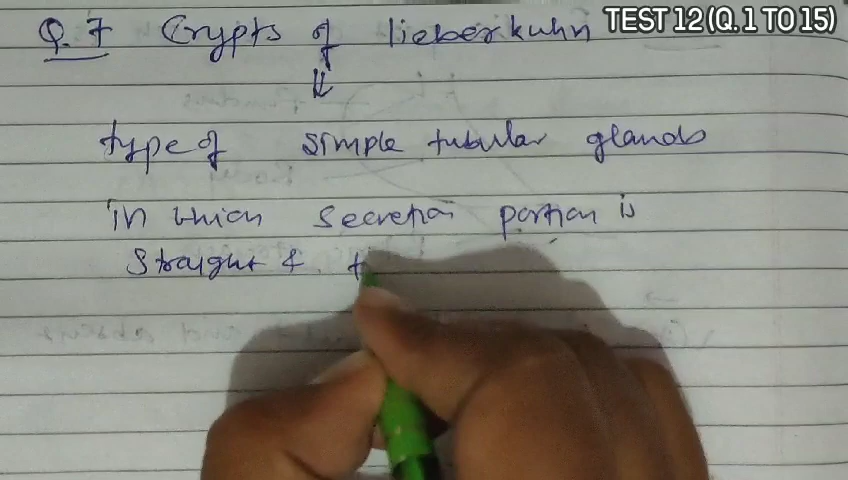 TEST 12 (Q. 1 TO 15)
Q. 7 Crypts of lieberkuhn
type of simple tubular glands
in which secretion portion is
straight & t